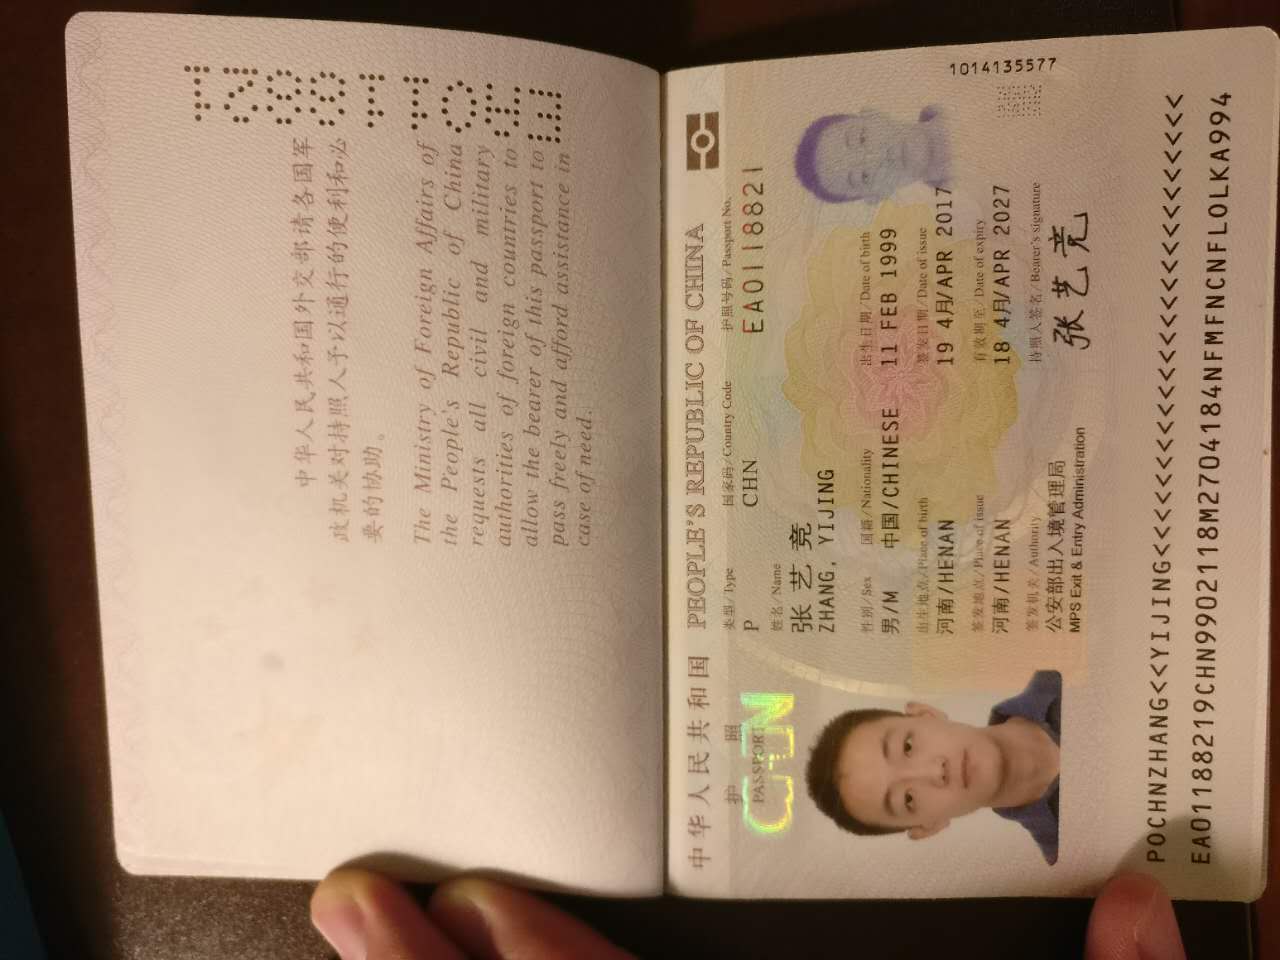 中华人民共和国外交部请各国军
政机关对持照人予以通行的便利和必
要的协助。
The Ministry of Foreign Affairs of
the People's Republic of China
requests all civil and military
authorities of foreign countries to
allow the bearer of this passport to
pass freely and afford assistance in
case of need.
EA0118821
1014135577
中华人民共和国 PEOPLE'S REPUBLIC OF CHINA
护 照
PASSPORT
CHN
类型/Type 国家码/Country Code 护照号码/Passport No.
P CHN EA0118821
姓名/Name
张艺竞
ZHANG, YIJING
性别/Sex 国籍/Nationality 出生日期/Date of birth
男/M 中国/CHINESE 11 FEB 1999
出生地点/Place of birth 签发日期/Date of issue
河南/HENAN 19 4月/APR 2017
签发地点/Place of issue 有效期至/Date of expiry
河南/HENAN 18 4月/APR 2027
签发机关/Authority 持照人签名/Bearer's signature
公安部出入境管理局
MPS Exit & Entry Administration
张艺竞
POCHNZHANG<<YIJING<<<<<<<<<<<<<<<<<<<<<<<<<<
EA01188219CHN9902118M2704184NFMFNCNFLOLKA994